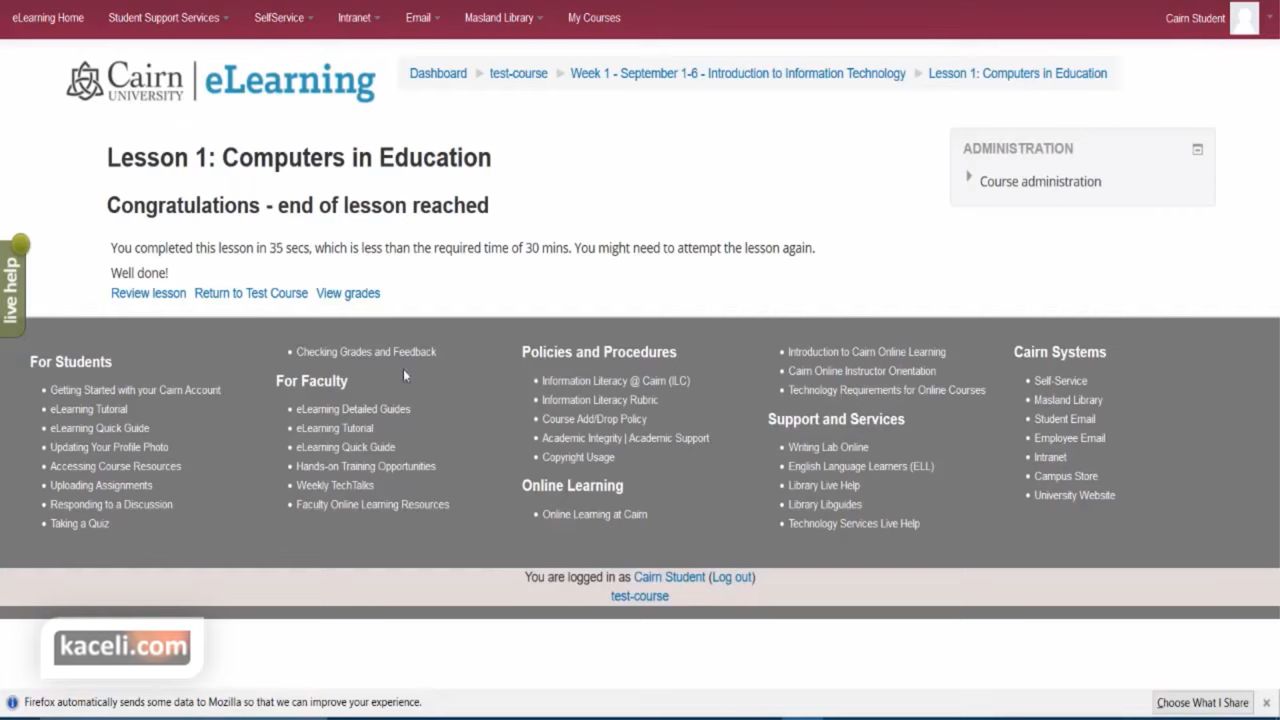 eLearning Home Student Support Services SelfService Intranet Email Masland Library My Courses Cairn Student
Cairn UNIVERSITY eLearning
Dashboard test-course Week 1 - September 1-6 - Introduction to Information Technology Lesson 1: Computers in Education
Lesson 1: Computers in Education
ADMINISTRATION
Course administration
Congratulations - end of lesson reached
You completed this lesson in 35 secs, which is less than the required time of 30 mins. You might need to attempt the lesson again.
Well done!
Review lesson Return to Test Course View grades
live help
For Students
Getting Started with your Cairn Account
eLearning Tutorial
eLearning Quick Guide
Updating Your Profile Photo
Accessing Course Resources
Uploading Assignments
Responding to a Discussion
Taking a Quiz
Checking Grades and Feedback
For Faculty
eLearning Detailed Guides
eLearning Tutorial
eLearning Quick Guide
Hands-on Training Opportunities
Weekly TechTalks
Faculty Online Learning Resources
Policies and Procedures
Information Literacy @ Cairn (ILC)
Information Literacy Rubric
Course Add/Drop Policy
Academic Integrity | Academic Support
Copyright Usage
Online Learning
Online Learning at Cairn
Introduction to Cairn Online Learning
Cairn Online Instructor Orientation
Technology Requirements for Online Courses
Support and Services
Writing Lab Online
English Language Learners (ELL)
Library Live Help
Library Libguides
Technology Services Live Help
Cairn Systems
Self-Service
Masland Library
Student Email
Employee Email
Intranet
Campus Store
University Website
You are logged in as Cairn Student (Log out)
test-course
kaceli.com
Firefox automatically sends some data to Mozilla so that we can improve your experience. Choose What I Share